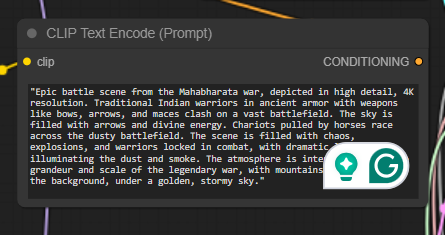 CLIP Text Encode (Prompt)
clip
CONDITIONING
"Epic battle scene from the Mahabharata war, depicted in high detail, 4K
resolution. Traditional Indian warriors in ancient armor with weapons
like bows, arrows, and maces clash on a vast battlefield. The sky is
filled with arrows and divine energy. Chariots pulled by horses race
across the dusty battlefield. The scene is filled with chaos,
explosions, and warriors locked in combat, with dramatic
illuminating the dust and smoke. The atmosphere is
grandeur and scale of the legendary war, with mountains
the background, under a golden, stormy sky."